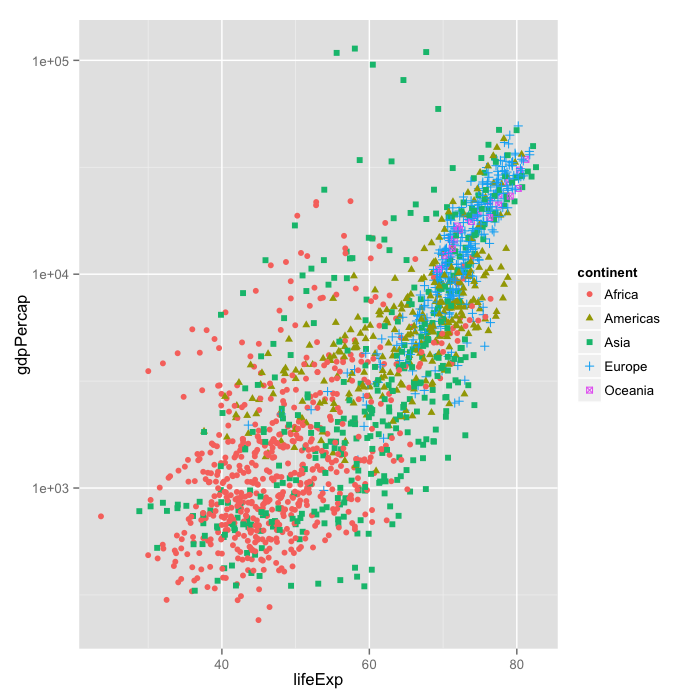 1e+05
1e+04
1e+03
gdpPercap
40
60
80
lifeExp
continent
Africa
Americas
Asia
Europe
Oceania